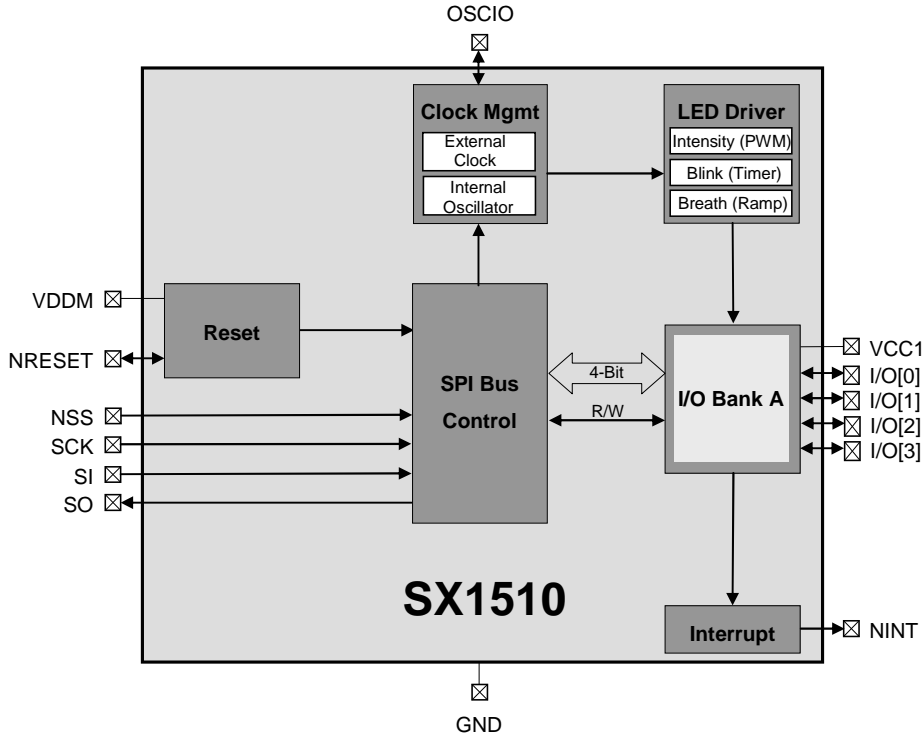 OSCIO
Clock Mgmt
External
Clock
Internal
Oscillator
LED Driver
Intensity (PWM)
Blink (Timer)
Breath (Ramp)
VDDM
NRESET
NSS
SCK
SI
SO
Reset
SPI Bus
Control
4-Bit
R/W
I/O Bank A
VCC1
I/O[0]
I/O[1]
I/O[2]
I/O[3]
SX1510
Interrupt
NINT
GND